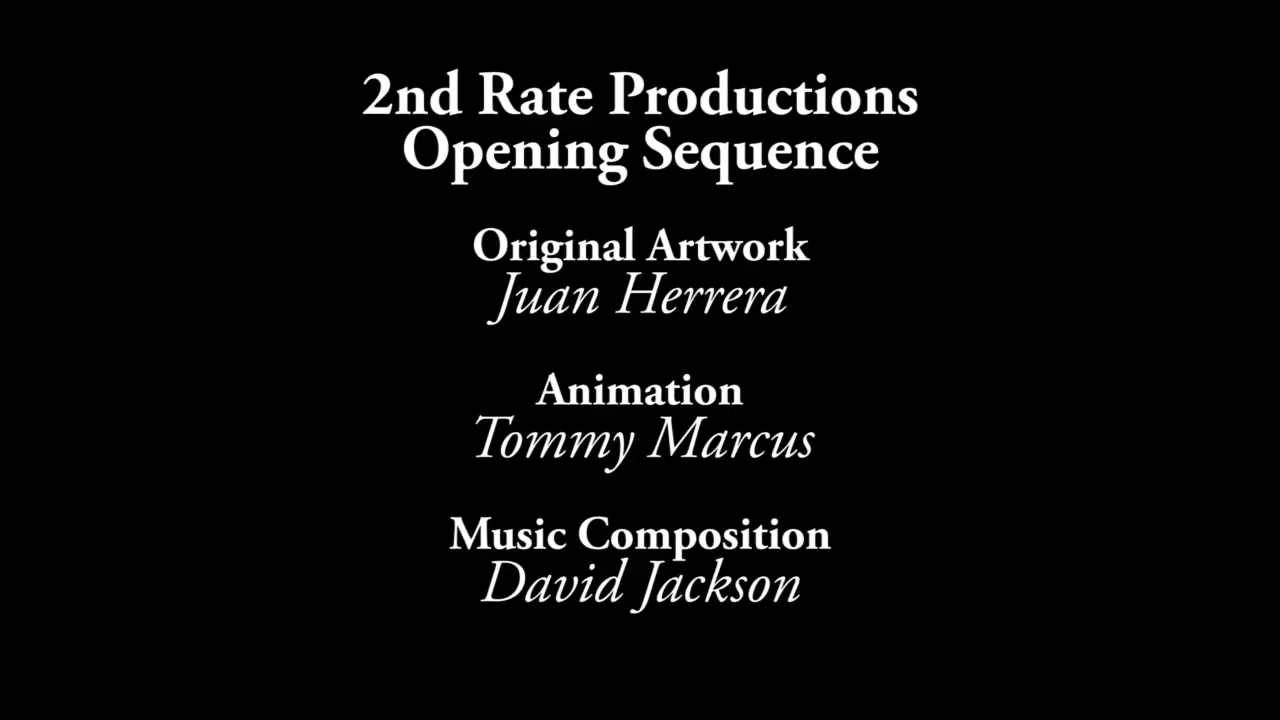 2nd Rate Productions
Opening Sequence
Original Artwork
Juan Herrera
Animation
Tommy Marcus
Music Composition
David Jackson